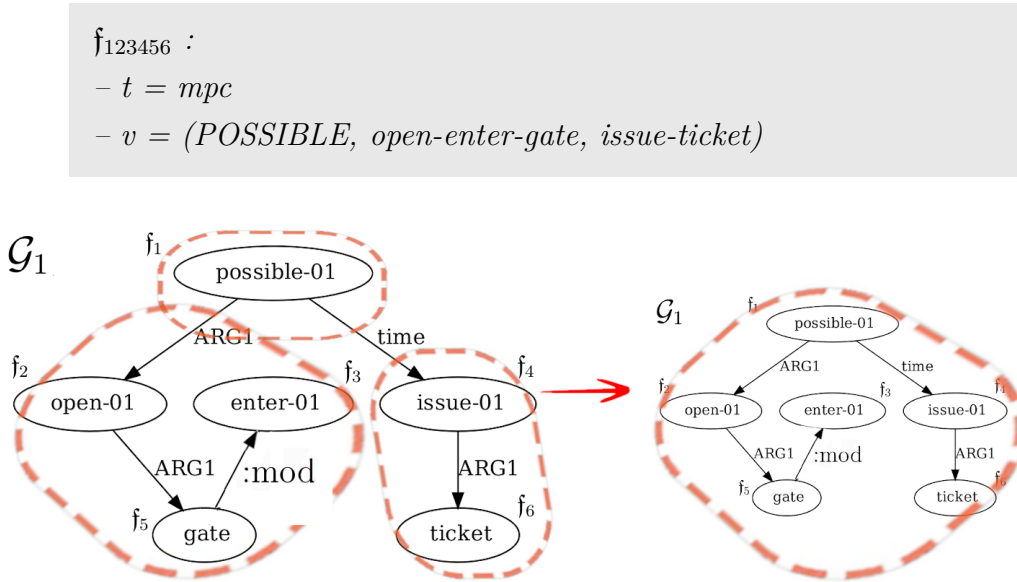 𝔣₁₂₃₄₅₆ :
– t = mpc
– v = (POSSIBLE, open-enter-gate, issue-ticket)
𝒢₁
𝔣₁
possible-01
ARG1
time
𝔣₂
open-01
enter-01
𝔣₃
issue-01
𝔣₄
ARG1
:mod
ARG1
𝔣₅
gate
𝔣₆
ticket
𝒢₁
𝔣₁
possible-01
ARG1
time
𝔣₂
open-01
enter-01
𝔣₃
issue-01
𝔣₄
ARG1
:mod
ARG1
𝔣₅
gate
𝔣₆
ticket